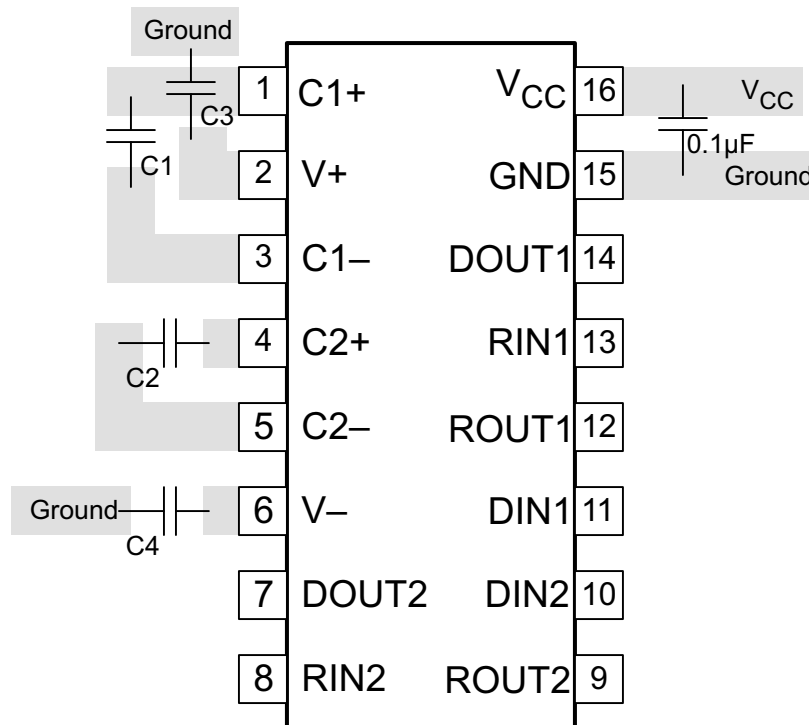 Ground
1 C1+ V_CC 16 V_CC
C3
C1
0.1µF
2 V+ GND 15 Ground
3 C1– DOUT1 14
4 C2+ RIN1 13
C2
5 C2– ROUT1 12
Ground 6 V– DIN1 11
C4
7 DOUT2 DIN2 10
8 RIN2 ROUT2 9